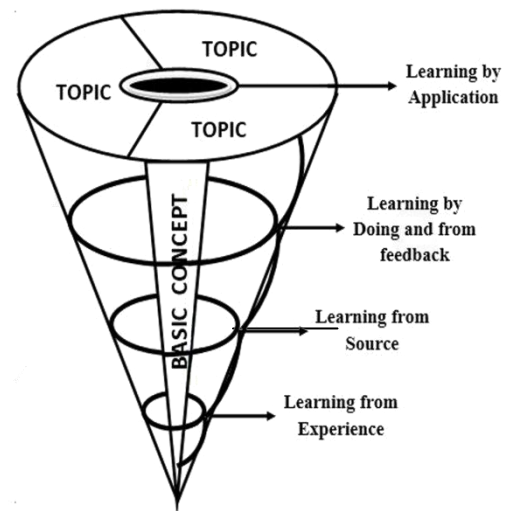 TOPIC
TOPIC
TOPIC
Learning by
Application
BASIC CONCEPT
Learning by
Doing and from
feedback
Learning from
Source
Learning from
Experience